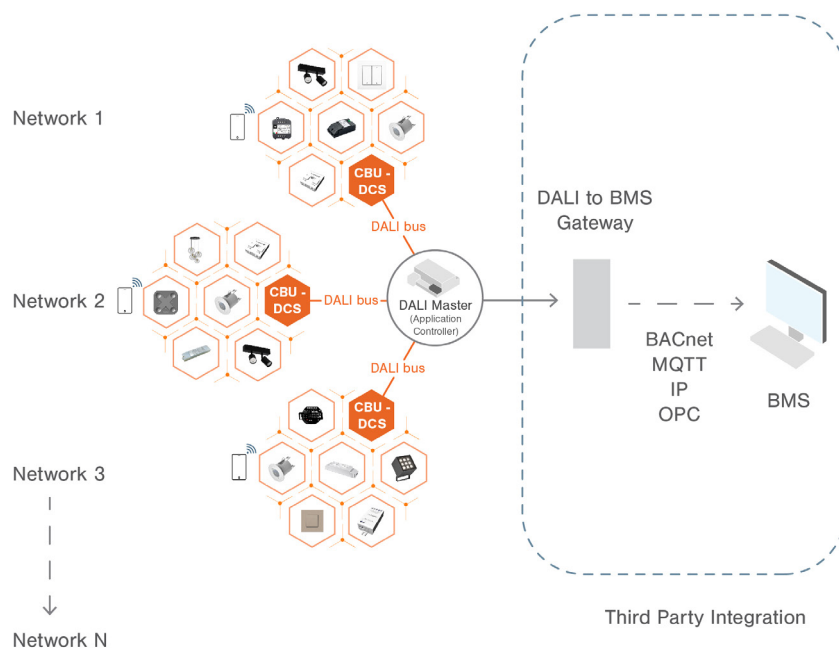 Network 1
CBU -
DCS
DALI bus
DALI to BMS
Gateway
Network 2
CBU -
DCS
DALI bus
DALI Master
(Application
Controller)
BACnet
MQTT
IP
OPC
BMS
DALI bus
CBU -
DCS
Network 3
Network N
Third Party Integration